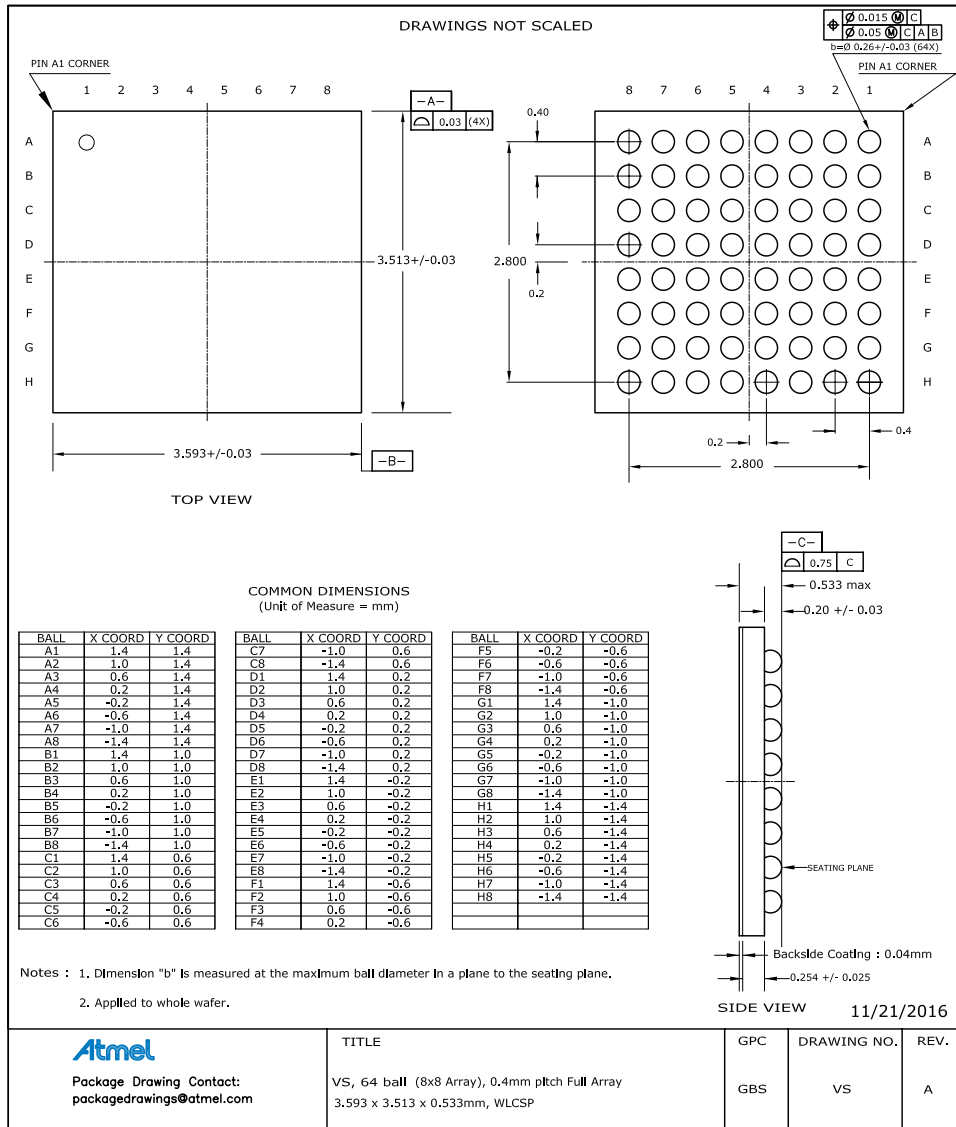 DRAWINGS NOT SCALED
Ø 0.015 Ⓜ C
Ø 0.05 Ⓜ C A B
b=Ø 0.26+/-0.03 (64X)
PIN A1 CORNER
PIN A1 CORNER
1 2 3 4 5 6 7 8
8 7 6 5 4 3 2 1
-A-
0.03 (4X)
0.40
A
B
C
D
E
F
G
H
3.513+/-0.03
2.800
0.2
A
B
C
D
E
F
G
H
0.2
0.4
2.800
3.593+/-0.03
-B-
TOP VIEW
-C-
0.75 C
0.533 max
0.20 +/- 0.03
COMMON DIMENSIONS
(Unit of Measure = mm)
BALL X COORD Y COORD BALL X COORD Y COORD BALL X COORD Y COORD
A1 1.4 1.4 C7 -1.0 0.6 F5 -0.2 -0.6
A2 1.0 1.4 C8 -1.4 0.6 F6 -0.6 -0.6
A3 0.6 1.4 D1 1.4 0.2 F7 -1.0 -0.6
A4 0.2 1.4 D2 1.0 0.2 F8 -1.4 -0.6
A5 -0.2 1.4 D3 0.6 0.2 G1 1.4 -1.0
A6 -0.6 1.4 D4 0.2 0.2 G2 1.0 -1.0
A7 -1.0 1.4 D5 -0.2 0.2 G3 0.6 -1.0
A8 -1.4 1.4 D6 -0.6 0.2 G4 0.2 -1.0
B1 1.4 1.0 D7 -1.0 0.2 G5 -0.2 -1.0
B2 1.0 1.0 D8 -1.4 0.2 G6 -0.6 -1.0
B3 0.6 1.0 E1 1.4 -0.2 G7 -1.0 -1.0
B4 0.2 1.0 E2 1.0 -0.2 G8 -1.4 -1.0
B5 -0.2 1.0 E3 0.6 -0.2 H1 1.4 -1.4
B6 -0.6 1.0 E4 0.2 -0.2 H2 1.0 -1.4
B7 -1.0 1.0 E5 -0.2 -0.2 H3 0.6 -1.4
B8 -1.4 1.0 E6 -0.6 -0.2 H4 0.2 -1.4
C1 1.4 0.6 E7 -1.0 -0.2 H5 -0.2 -1.4
C2 1.0 0.6 E8 -1.4 -0.2 H6 -0.6 -1.4
C3 0.6 0.6 F1 1.4 -0.6 H7 -1.0 -1.4
C4 0.2 0.6 F2 1.0 -0.6 H8 -1.4 -1.4
C5 -0.2 0.6 F3 0.6 -0.6
C6 -0.6 0.6 F4 0.2 -0.6
SEATING PLANE
Backside Coating : 0.04mm
0.254 +/- 0.025
SIDE VIEW
Notes : 1. Dimension "b" is measured at the maximum ball diameter in a plane to the seating plane.
2. Applied to whole wafer.
11/21/2016
Atmel
Package Drawing Contact:
packagedrawings@atmel.com
TITLE
VS, 64 ball (8x8 Array), 0.4mm pitch Full Array
3.593 x 3.513 x 0.533mm, WLCSP
GPC
GBS
DRAWING NO.
VS
REV.
A